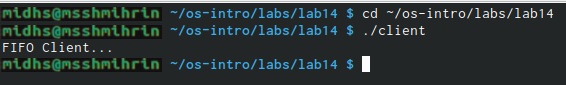 midhs@msshmihrin ~/os-intro/labs/lab14 $ cd ~/os-intro/labs/lab14
midhs@msshmihrin ~/os-intro/labs/lab14 $ ./client
FIFO Client...
midhs@msshmihrin ~/os-intro/labs/lab14 $